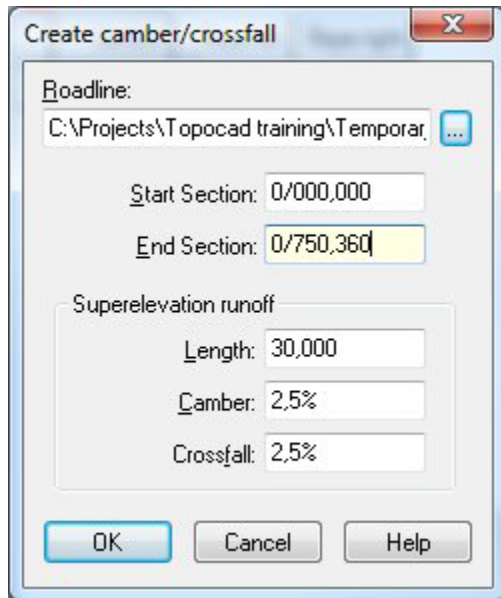 Create camber/crossfall
Roadline:
C:\Projects\Topocad training\Temporar
...
Start Section: 0/000,000
End Section: 0/750,360
Superelevation runoff
Length: 30,000
Camber: 2,5%
Crossfall: 2,5%
OK Cancel Help